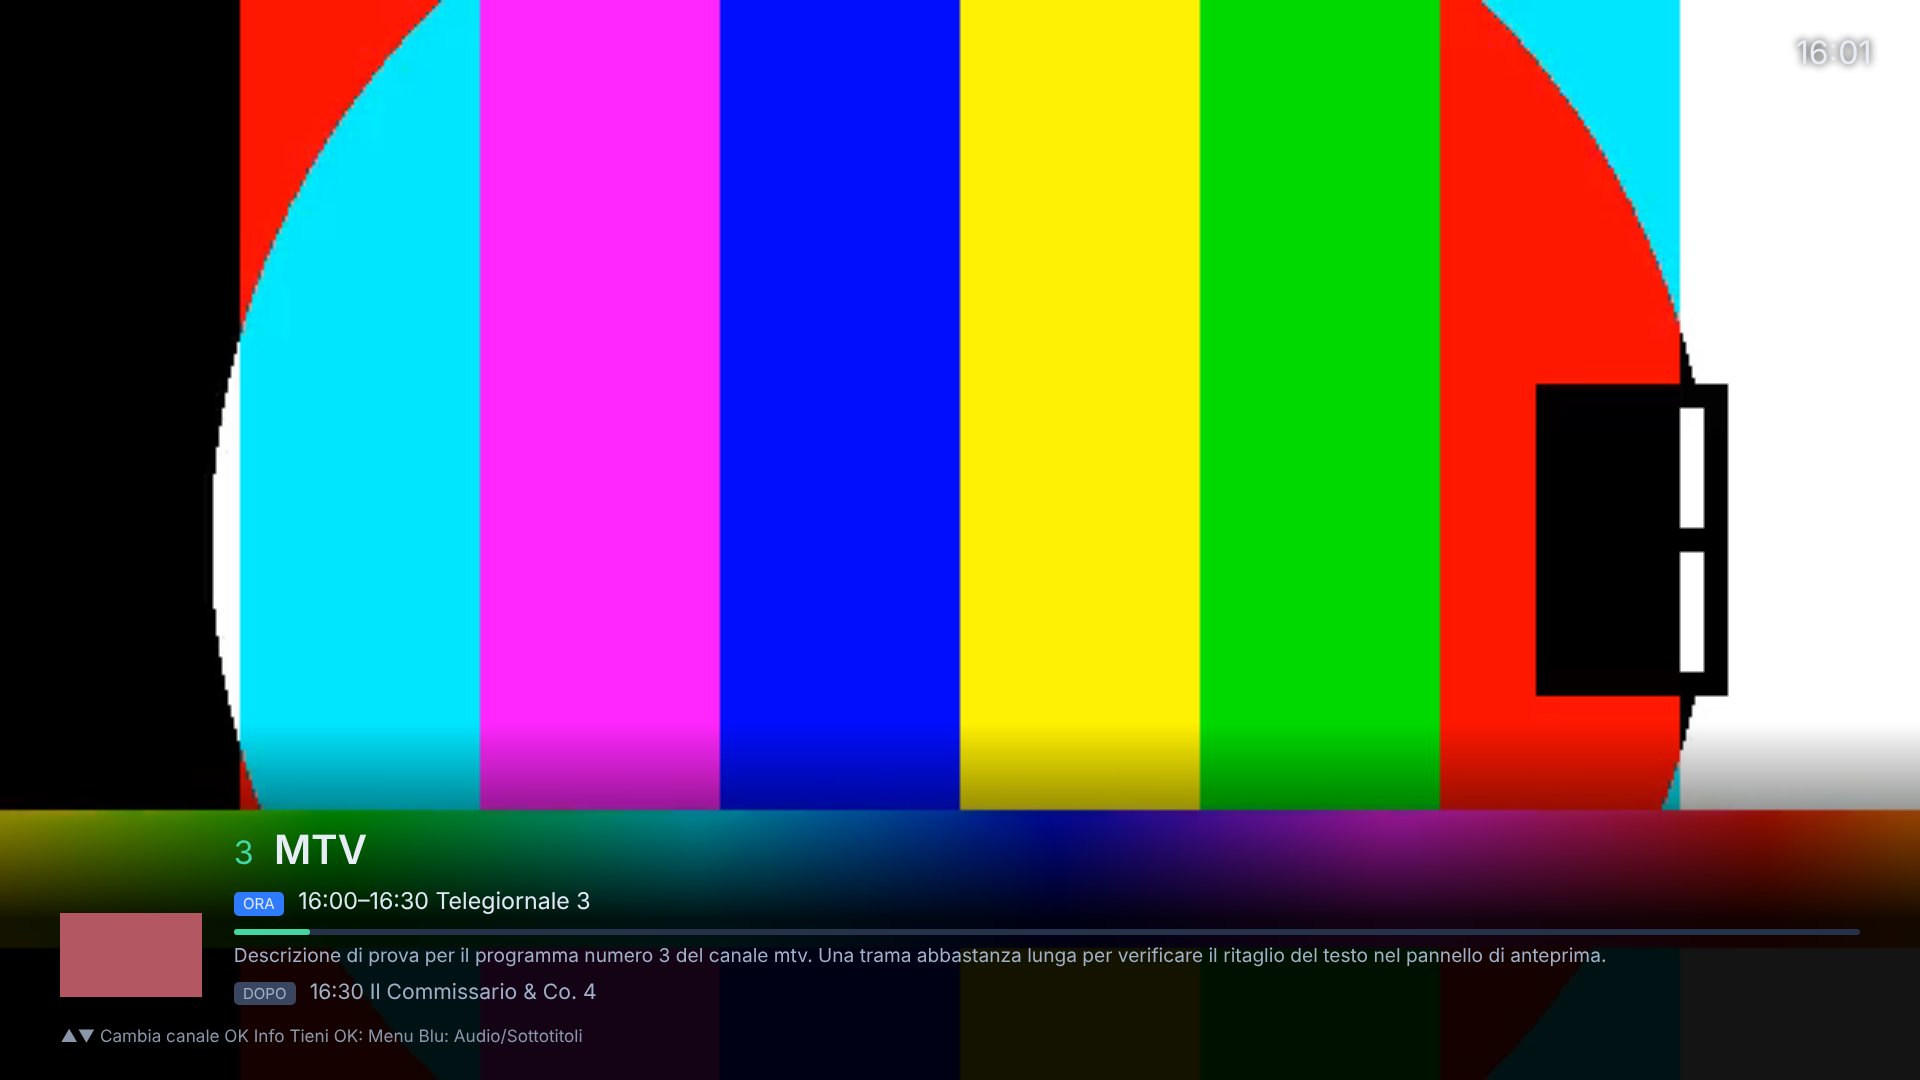 16:01
3 MTV
ORA 16:00–16:30 Telegiornale 3
Descrizione di prova per il programma numero 3 del canale mtv. Una trama abbastanza lunga per verificare il ritaglio del testo nel pannello di anteprima.
DOPO 16:30 Il Commissario & Co. 4
▲▼ Cambia canale OK Info Tieni OK: Menu Blu: Audio/Sottotitoli